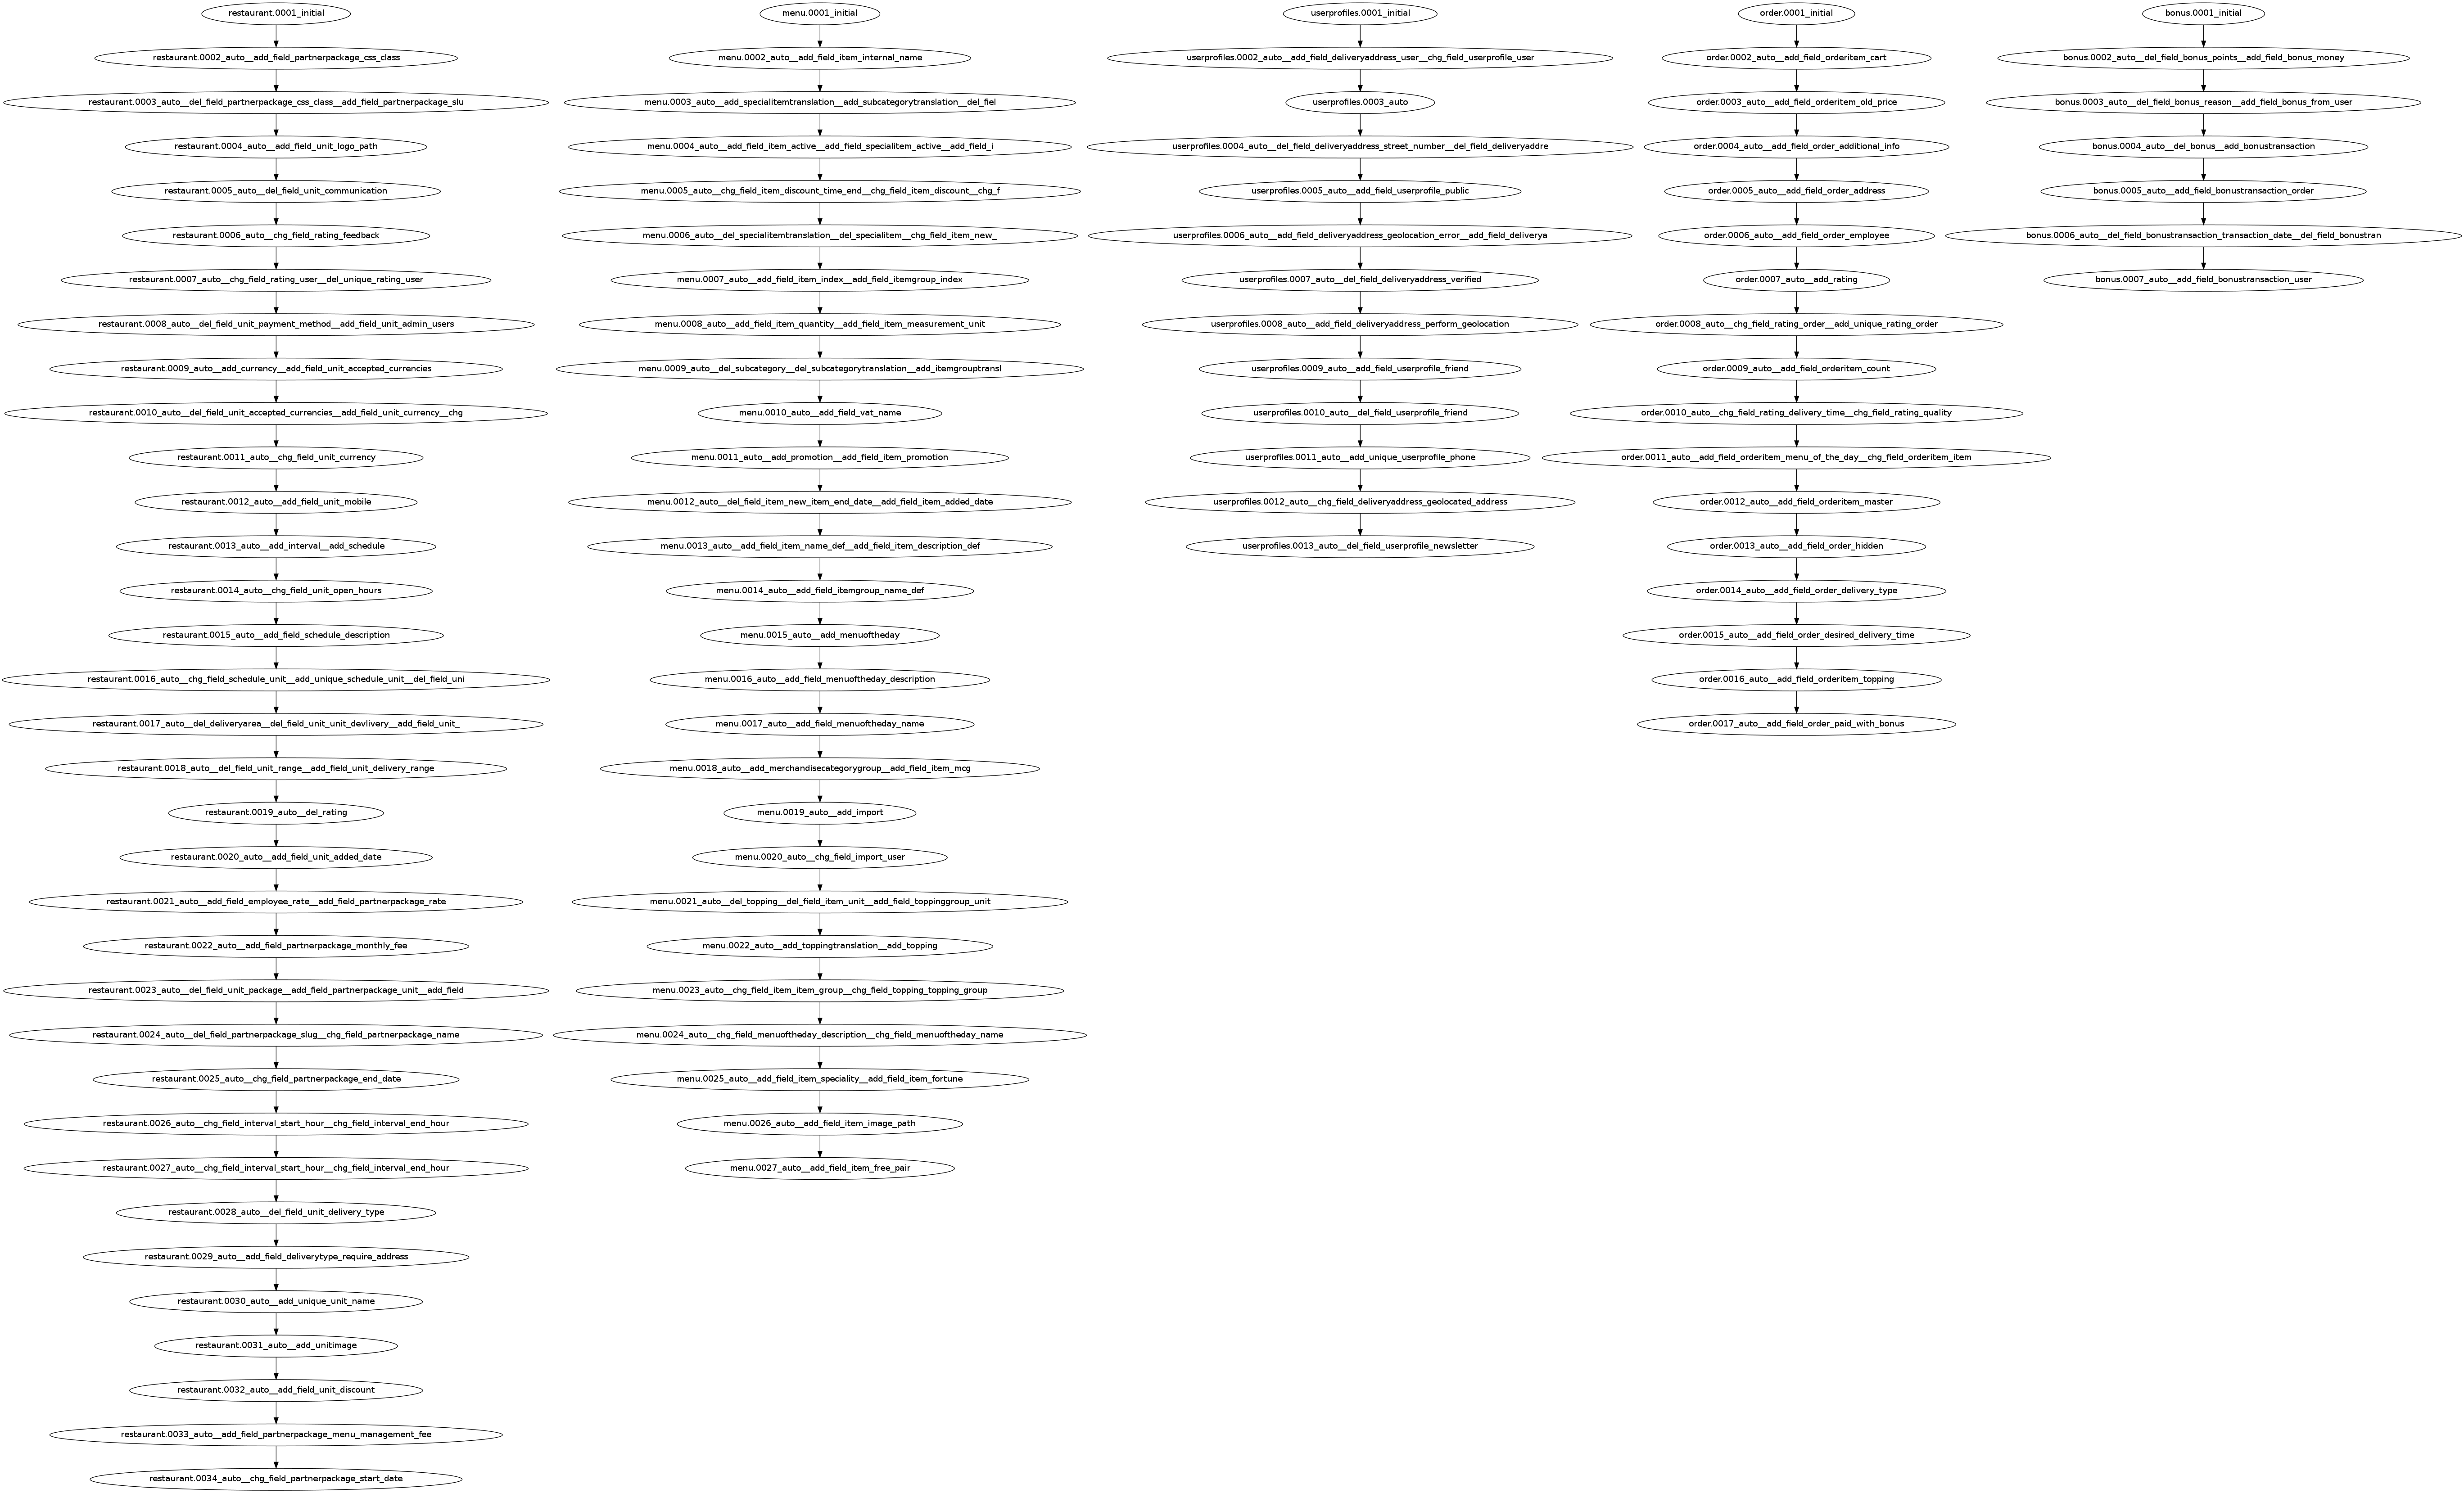 restaurant.0001_initial
restaurant.0002_auto__add_field_partnerpackage_css_class
restaurant.0003_auto__del_field_partnerpackage_css_class__add_field_partnerpackage_slu
restaurant.0004_auto__add_field_unit_logo_path
restaurant.0005_auto__del_field_unit_communication
restaurant.0006_auto__chg_field_rating_feedback
restaurant.0007_auto__chg_field_rating_user__del_unique_rating_user
restaurant.0008_auto__del_field_unit_payment_method__add_field_unit_admin_users
restaurant.0009_auto__add_currency__add_field_unit_accepted_currencies
restaurant.0010_auto__del_field_unit_accepted_currencies__add_field_unit_currency__chg
restaurant.0011_auto__chg_field_unit_currency
restaurant.0012_auto__add_field_unit_mobile
restaurant.0013_auto__add_interval__add_schedule
restaurant.0014_auto__chg_field_unit_open_hours
restaurant.0015_auto__add_field_schedule_description
restaurant.0016_auto__chg_field_schedule_unit__add_unique_schedule_unit__del_field_uni
restaurant.0017_auto__del_deliveryarea__del_field_unit_unit_devlivery__add_field_unit_
restaurant.0018_auto__del_field_unit_range__add_field_unit_delivery_range
restaurant.0019_auto__del_rating
restaurant.0020_auto__add_field_unit_added_date
restaurant.0021_auto__add_field_employee_rate__add_field_partnerpackage_rate
restaurant.0022_auto__add_field_partnerpackage_monthly_fee
restaurant.0023_auto__del_field_unit_package__add_field_partnerpackage_unit__add_field
restaurant.0024_auto__del_field_partnerpackage_slug__chg_field_partnerpackage_name
restaurant.0025_auto__chg_field_partnerpackage_end_date
restaurant.0026_auto__chg_field_interval_start_hour__chg_field_interval_end_hour
restaurant.0027_auto__chg_field_interval_start_hour__chg_field_interval_end_hour
restaurant.0028_auto__del_field_unit_delivery_type
restaurant.0029_auto__add_field_deliverytype_require_address
restaurant.0030_auto__add_unique_unit_name
restaurant.0031_auto__add_unitimage
restaurant.0032_auto__add_field_unit_discount
restaurant.0033_auto__add_field_partnerpackage_menu_management_fee
restaurant.0034_auto__chg_field_partnerpackage_start_date
menu.0001_initial
menu.0002_auto__add_field_item_internal_name
menu.0003_auto__add_specialitemtranslation__add_subcategorytranslation__del_fiel
menu.0004_auto__add_field_item_active__add_field_specialitem_active__add_field_i
menu.0005_auto__chg_field_item_discount_time_end__chg_field_item_discount__chg_f
menu.0006_auto__del_specialitemtranslation__del_specialitem__chg_field_item_new_
menu.0007_auto__add_field_item_index__add_field_itemgroup_index
menu.0008_auto__add_field_item_quantity__add_field_item_measurement_unit
menu.0009_auto__del_subcategory__del_subcategorytranslation__add_itemgrouptransl
menu.0010_auto__add_field_vat_name
menu.0011_auto__add_promotion__add_field_item_promotion
menu.0012_auto__del_field_item_new_item_end_date__add_field_item_added_date
menu.0013_auto__add_field_item_name_def__add_field_item_description_def
menu.0014_auto__add_field_itemgroup_name_def
menu.0015_auto__add_menuoftheday
menu.0016_auto__add_field_menuoftheday_description
menu.0017_auto__add_field_menuoftheday_name
menu.0018_auto__add_merchandisecategorygroup__add_field_item_mcg
menu.0019_auto__add_import
menu.0020_auto__chg_field_import_user
menu.0021_auto__del_topping__del_field_item_unit__add_field_toppinggroup_unit
menu.0022_auto__add_toppingtranslation__add_topping
menu.0023_auto__chg_field_item_item_group__chg_field_topping_topping_group
menu.0024_auto__chg_field_menuoftheday_description__chg_field_menuoftheday_name
menu.0025_auto__add_field_item_speciality__add_field_item_fortune
menu.0026_auto__add_field_item_image_path
menu.0027_auto__add_field_item_free_pair
userprofiles.0001_initial
userprofiles.0002_auto__add_field_deliveryaddress_user__chg_field_userprofile_user
userprofiles.0003_auto
userprofiles.0004_auto__del_field_deliveryaddress_street_number__del_field_deliveryaddre
userprofiles.0005_auto__add_field_userprofile_public
userprofiles.0006_auto__add_field_deliveryaddress_geolocation_error__add_field_deliverya
userprofiles.0007_auto__del_field_deliveryaddress_verified
userprofiles.0008_auto__add_field_deliveryaddress_perform_geolocation
userprofiles.0009_auto__add_field_userprofile_friend
userprofiles.0010_auto__del_field_userprofile_friend
userprofiles.0011_auto__add_unique_userprofile_phone
userprofiles.0012_auto__chg_field_deliveryaddress_geolocated_address
userprofiles.0013_auto__del_field_userprofile_newsletter
order.0001_initial
order.0002_auto__add_field_orderitem_cart
order.0003_auto__add_field_orderitem_old_price
order.0004_auto__add_field_order_additional_info
order.0005_auto__add_field_order_address
order.0006_auto__add_field_order_employee
order.0007_auto__add_rating
order.0008_auto__chg_field_rating_order__add_unique_rating_order
order.0009_auto__add_field_orderitem_count
order.0010_auto__chg_field_rating_delivery_time__chg_field_rating_quality
order.0011_auto__add_field_orderitem_menu_of_the_day__chg_field_orderitem_item
order.0012_auto__add_field_orderitem_master
order.0013_auto__add_field_order_hidden
order.0014_auto__add_field_order_delivery_type
order.0015_auto__add_field_order_desired_delivery_time
order.0016_auto__add_field_orderitem_topping
order.0017_auto__add_field_order_paid_with_bonus
bonus.0001_initial
bonus.0002_auto__del_field_bonus_points__add_field_bonus_money
bonus.0003_auto__del_field_bonus_reason__add_field_bonus_from_user
bonus.0004_auto__del_bonus__add_bonustransaction
bonus.0005_auto__add_field_bonustransaction_order
bonus.0006_auto__del_field_bonustransaction_transaction_date__del_field_bonustran
bonus.0007_auto__add_field_bonustransaction_user